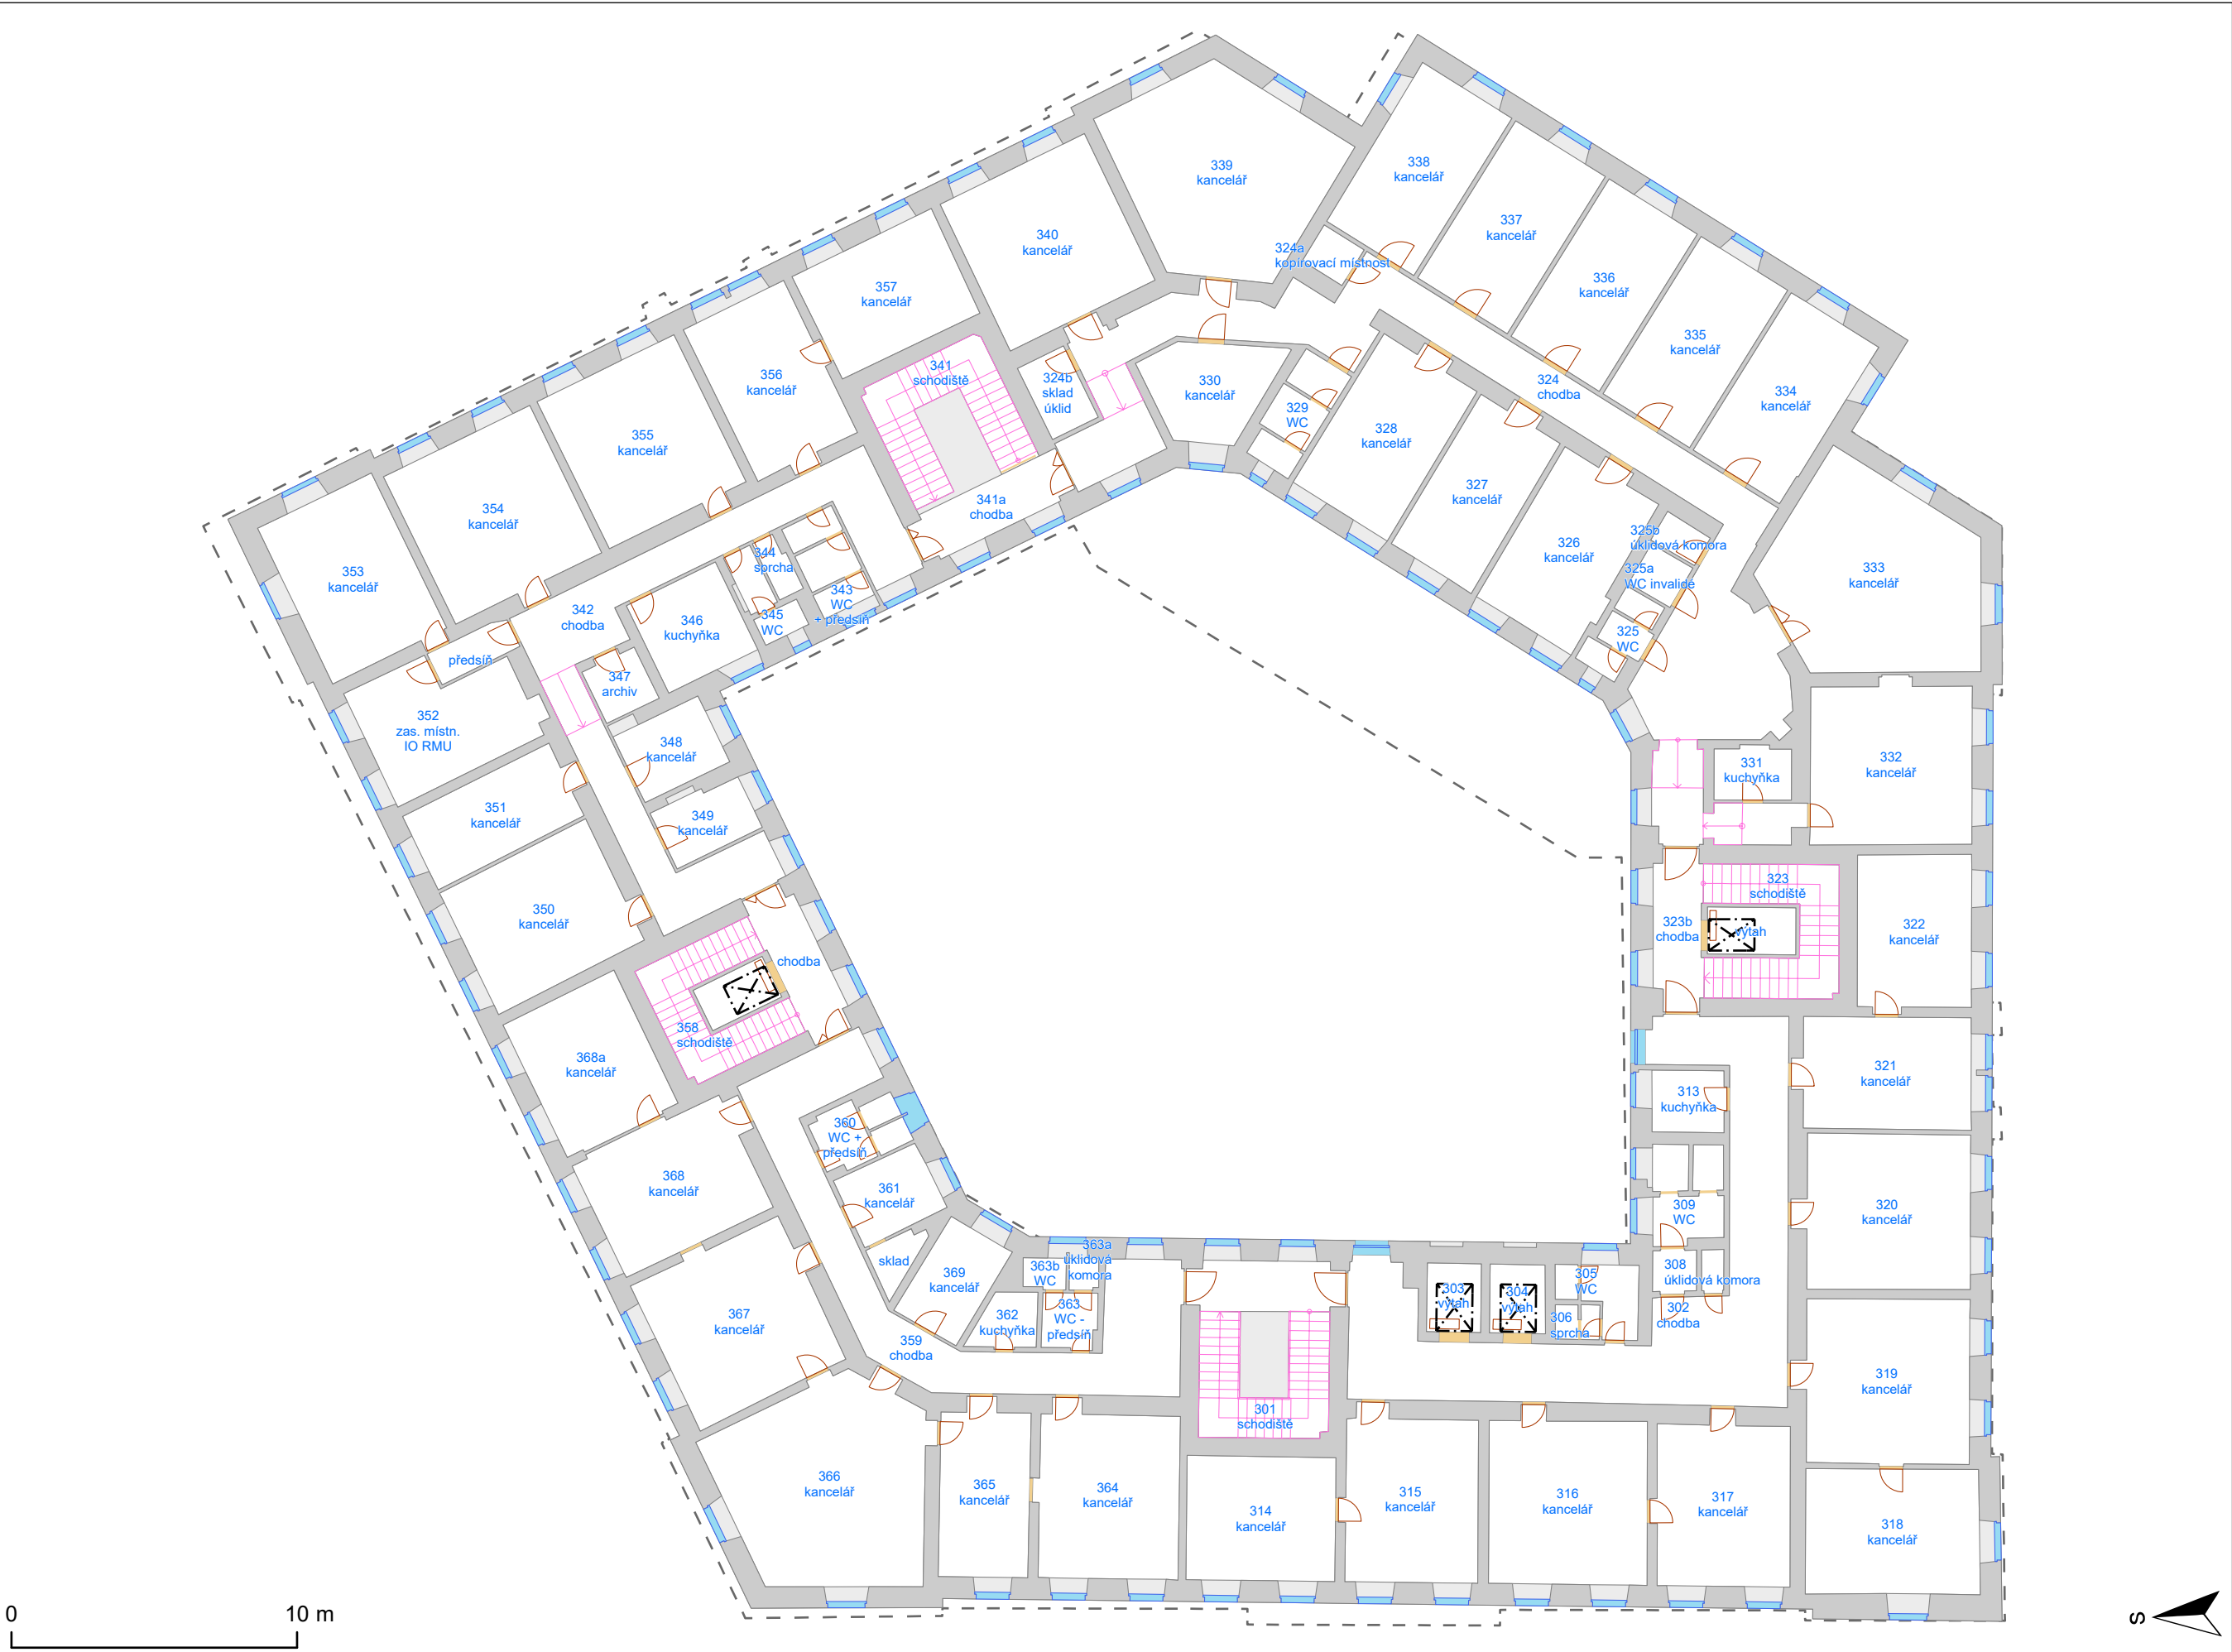 339
kancelář
338
kancelář
337
kancelář
340
kancelář
324a
kopírovací místnost
336
kancelář
357
kancelář
335
kancelář
341
schodiště
356
kancelář
324b
sklad
úklid
330
kancelář
324
chodba
334
kancelář
329
WC
328
kancelář
355
kancelář
327
kancelář
354
kancelář
341a
chodba
326
kancelář
325b
úklidová komora
344
sprcha
325a
WC invalidé
333
kancelář
353
kancelář
343
WC
+ předsíň
342
chodba
346
kuchyňka
345
WC
325
WC
předsíň
347
archiv
352
zas. místn.
IO RMU
348
kancelář
331
kuchyňka
332
kancelář
351
kancelář
349
kancelář
323
schodiště
350
kancelář
323b
chodba
výtah
322
kancelář
chodba
358
schodiště
368a
kancelář
321
kancelář
313
kuchyňka
360
WC +
předsíň
368
kancelář
361
kancelář
309
WC
320
kancelář
sklad
369
kancelář
363b
WC
363a
úklidová
komora
308
úklidová komora
305
WC
303
výtah
304
výtah
367
kancelář
362
kuchyňka
363
WC -
předsíň
306
sprcha
302
chodba
359
chodba
319
kancelář
301
schodiště
366
kancelář
365
kancelář
364
kancelář
314
kancelář
315
kancelář
316
kancelář
317
kancelář
318
kancelář
0
10 m
S